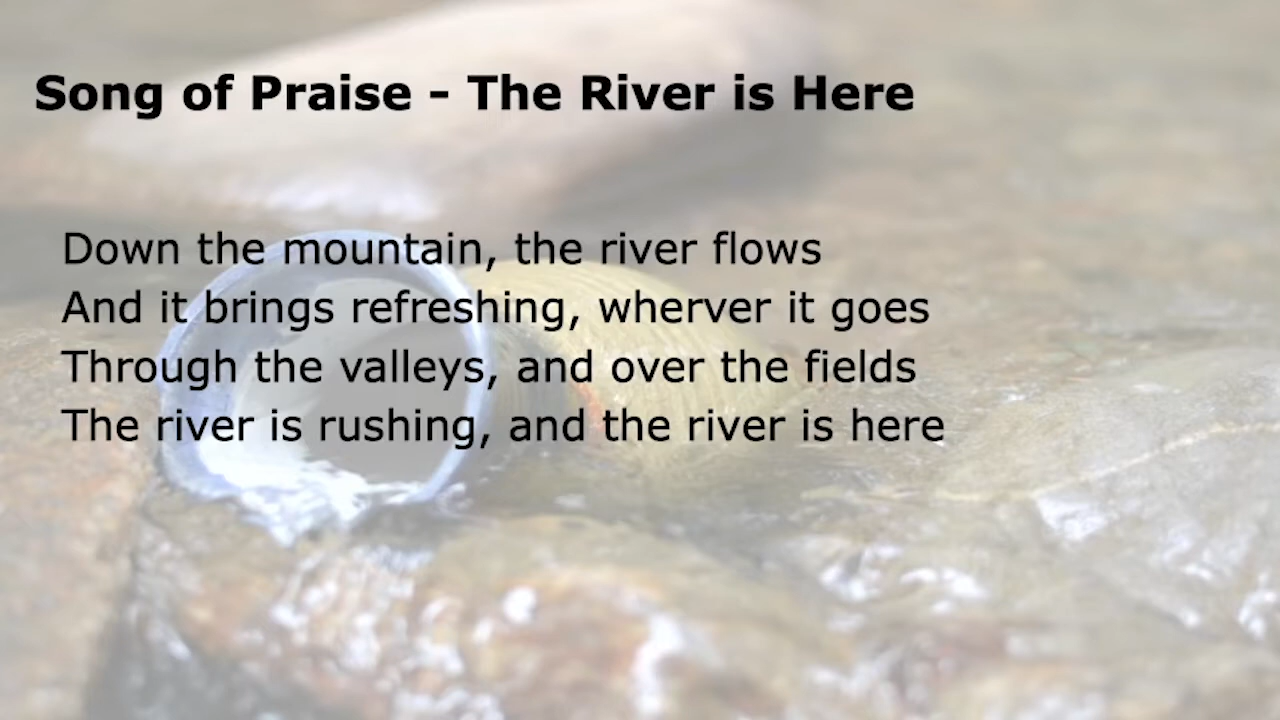 Song of Praise - The River is Here
Down the mountain, the river flows
And it brings refreshing, wherver it goes
Through the valleys, and over the fields
The river is rushing, and the river is here